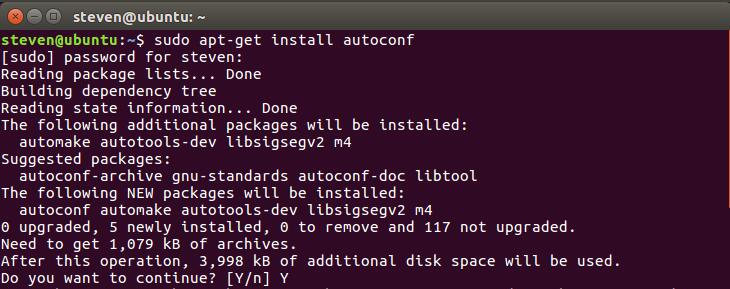 steven@ubuntu: ~
steven@ubuntu:~$ sudo apt-get install autoconf
[sudo] password for steven:
Reading package lists... Done
Building dependency tree
Reading state information... Done
The following additional packages will be installed:
  automake autotools-dev libsigsegv2 m4
Suggested packages:
  autoconf-archive gnu-standards autoconf-doc libtool
The following NEW packages will be installed:
  autoconf automake autotools-dev libsigsegv2 m4
0 upgraded, 5 newly installed, 0 to remove and 117 not upgraded.
Need to get 1,079 kB of archives.
After this operation, 3,998 kB of additional disk space will be used.
Do you want to continue? [Y/n] Y